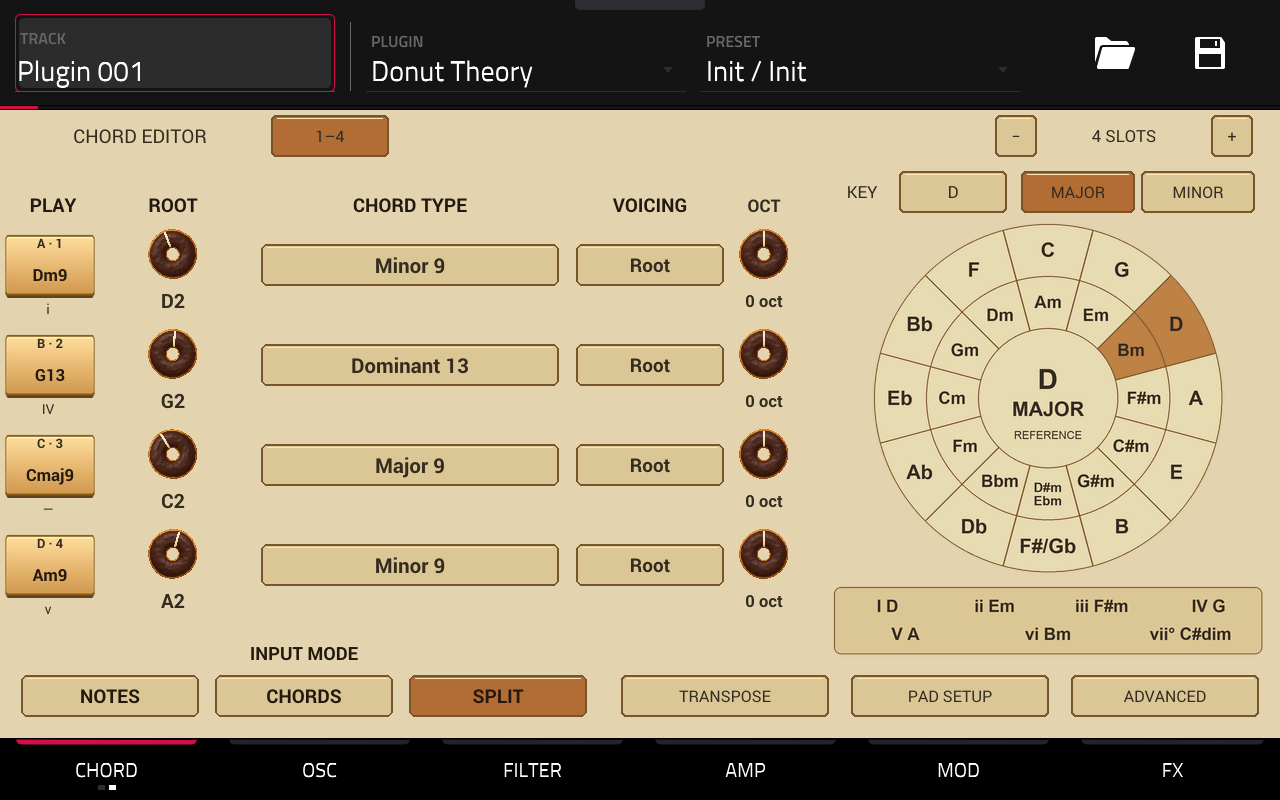 TRACK
Plugin 001
PLUGIN
Donut Theory
PRESET
Init / Init
CHORD EDITOR
1–4
-
4 SLOTS
+
KEY
D
MAJOR
MINOR
PLAY
ROOT
CHORD TYPE
VOICING
OCT
A · 1
Dm9
i
D2
Minor 9
Root
0 oct
B · 2
G13
IV
G2
Dominant 13
Root
0 oct
C · 3
Cmaj9
–
C2
Major 9
Root
0 oct
D · 4
Am9
v
A2
Minor 9
Root
0 oct
C
G
D
A
E
B
F#/Gb
Db
Ab
Eb
Bb
F
Am
Em
Bm
F#m
C#m
G#m
D#m
Ebm
Bbm
Fm
Cm
Gm
Dm
D
MAJOR
REFERENCE
I D ii Em iii F#m IV G
V A vi Bm vii° C#dim
INPUT MODE
NOTES
CHORDS
SPLIT
TRANSPOSE
PAD SETUP
ADVANCED
CHORD
OSC
FILTER
AMP
MOD
FX